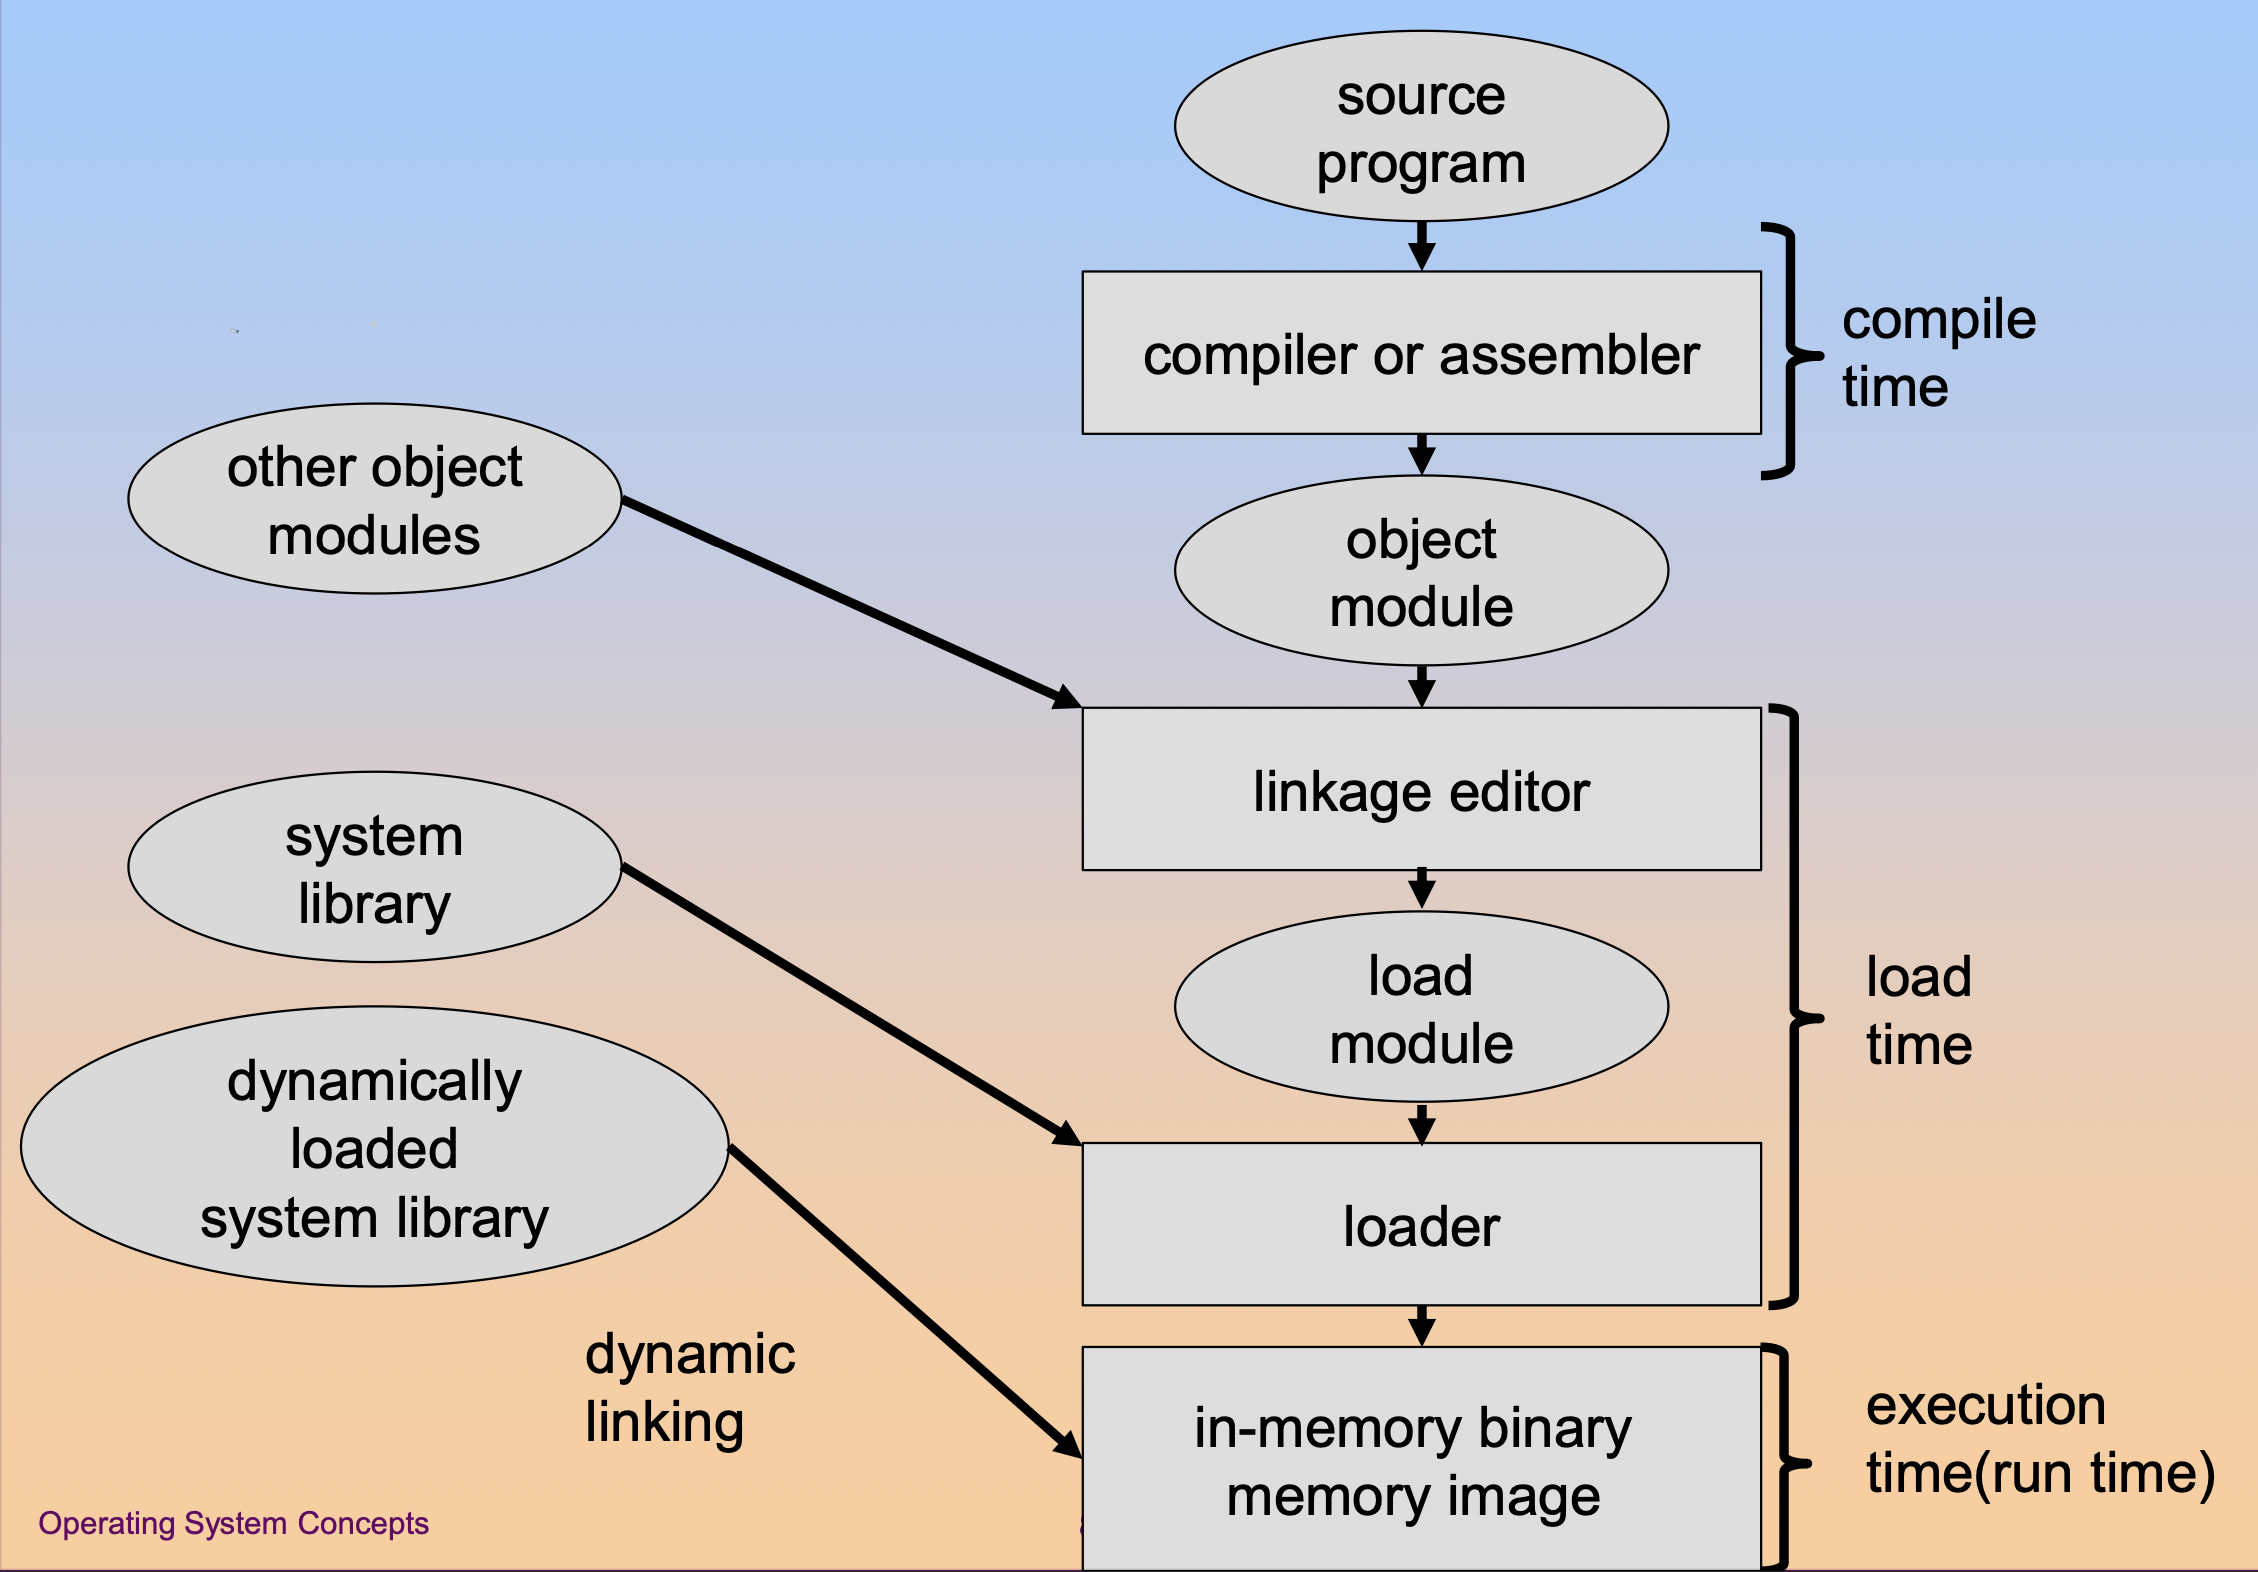 source
program
compiler or assembler
compile
time
other object
modules
object
module
linkage editor
system
library
load
module
load
time
dynamically
loaded
system library
loader
dynamic
linking
in-memory binary
memory image
execution
time(run time)
Operating System Concepts